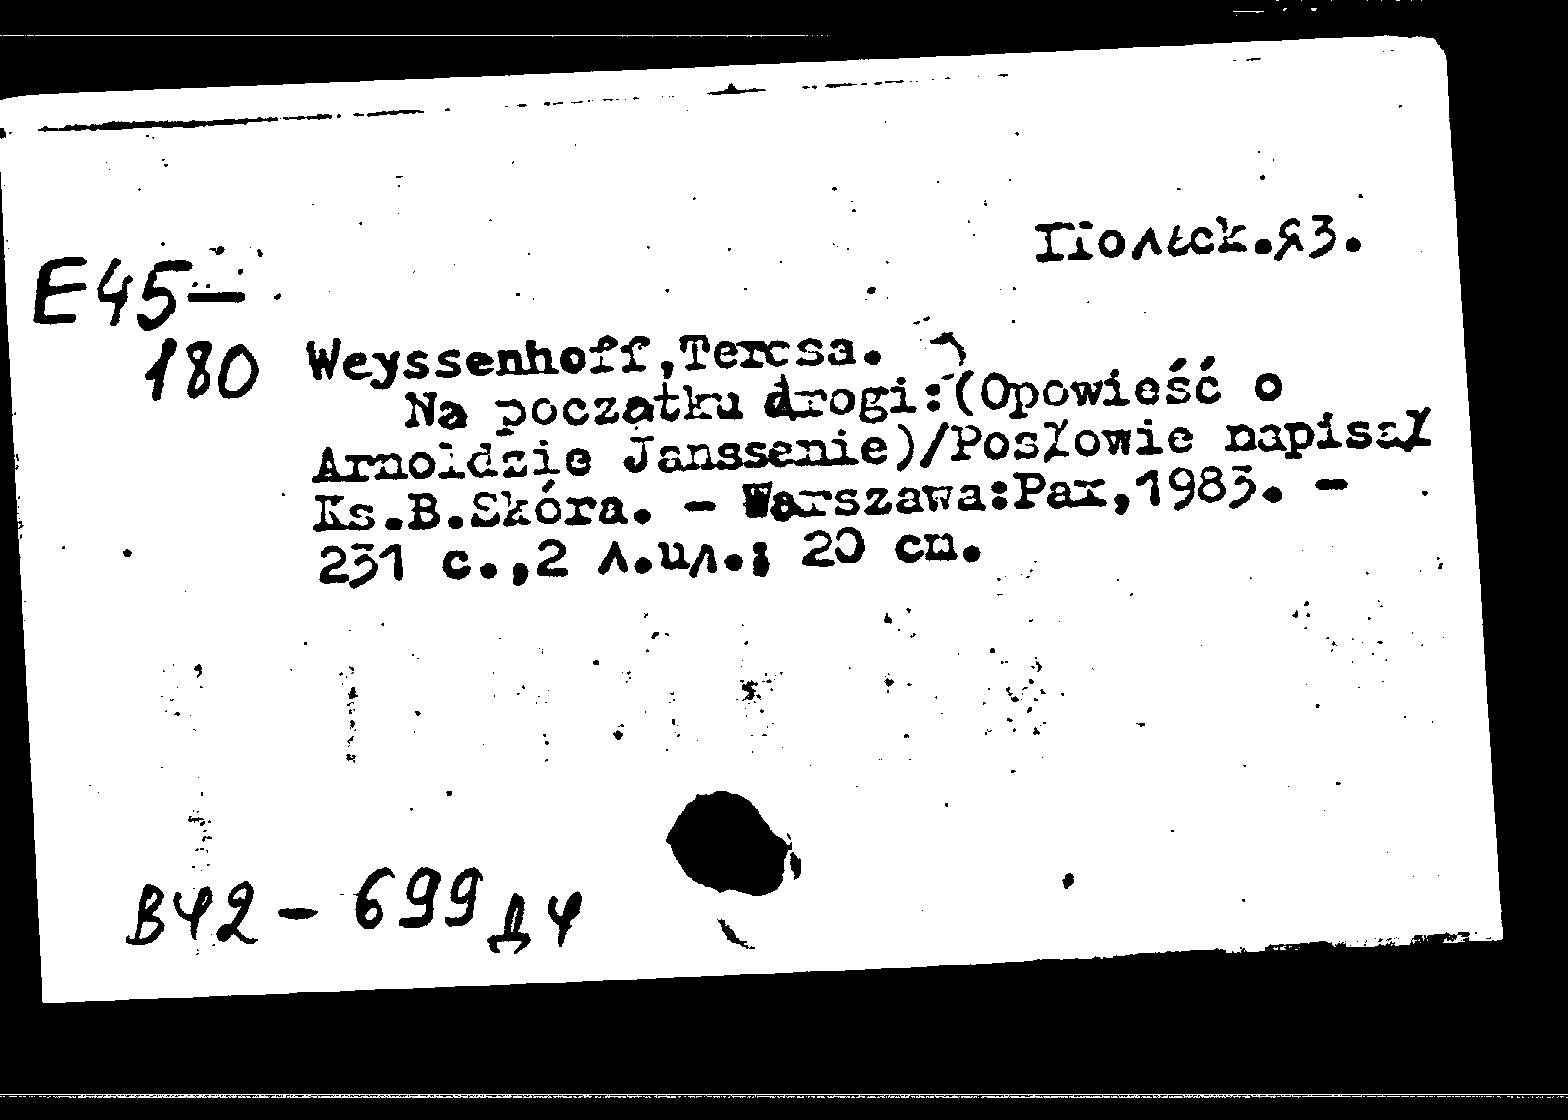 Польск.яз.
E45-
180
Weyssenhoff,Teresa.
Na początku drogi:(Opowieść o
Arnoldzie Janssenie)/Posłowie napisał
Ks.B.Skóra. - Warszawa:Pax,1983. -
231 с.,2 л.ил.; 20 см.
В42-699 Д4